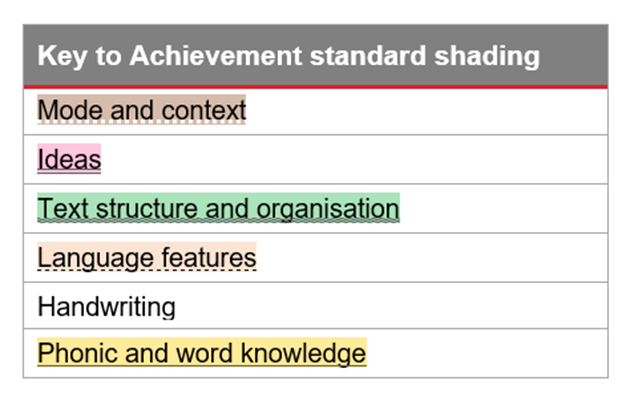 Key to Achievement standard shading
Mode and context
Ideas
Text structure and organisation
Language features
Handwriting
Phonic and word knowledge